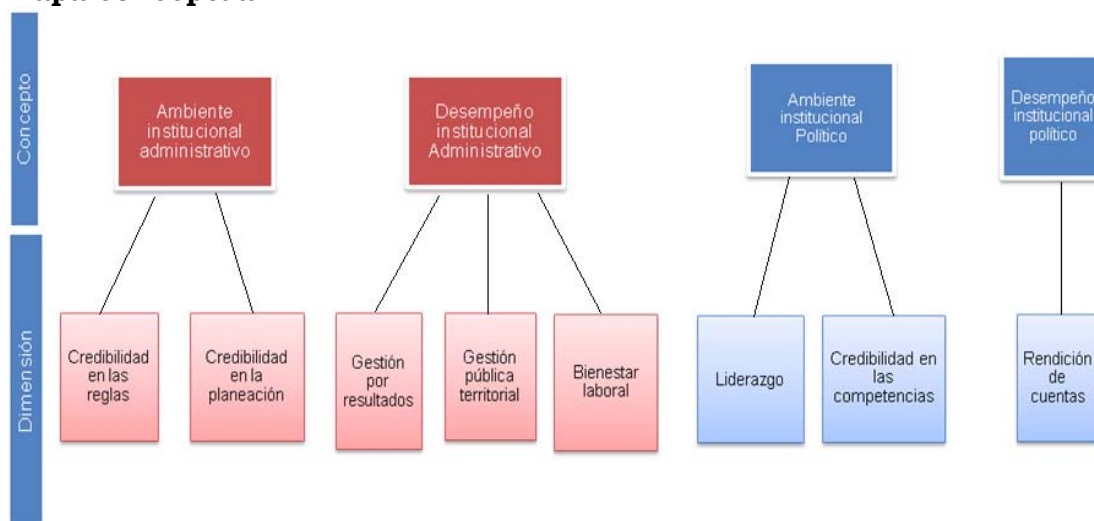 Concepto
Ambiente
institucional
administrativo
Desempeño
institucional
Administrativo
Ambiente
institucional
Político
Desempeño
institucional
político
Dimensión
Credibilidad
en las
reglas
Credibilidad
en la
planeación
Gestión
por
resultados
Gestión
pública
territorial
Bienestar
laboral
Liderazgo
Credibilidad en
las
competencias
Rendición
de
cuentas